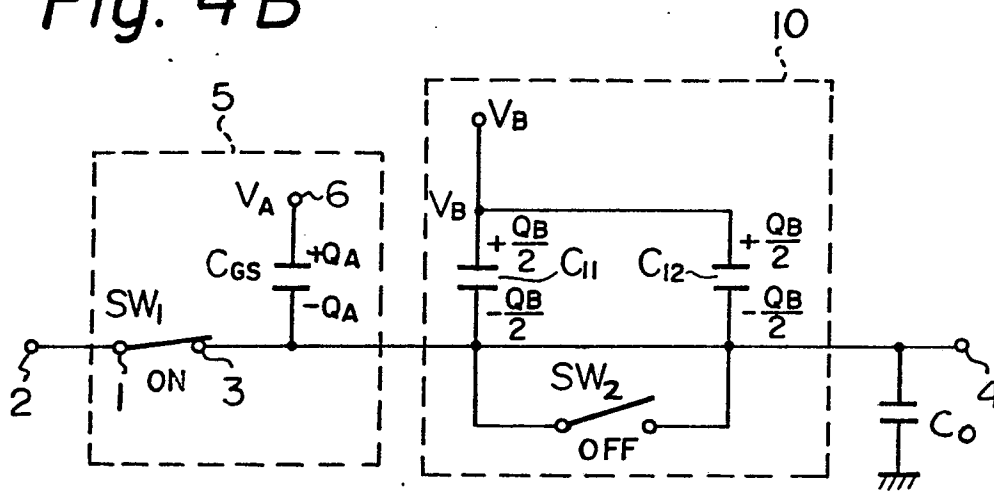 Fig. 4B
10
5
VB
VA 6
VB
+QB/2
+QB/2
CGS +QA
C11
C12
-QA
-QB/2
-QB/2
SW1
SW2
2
1
ON
3
4
OFF
CO